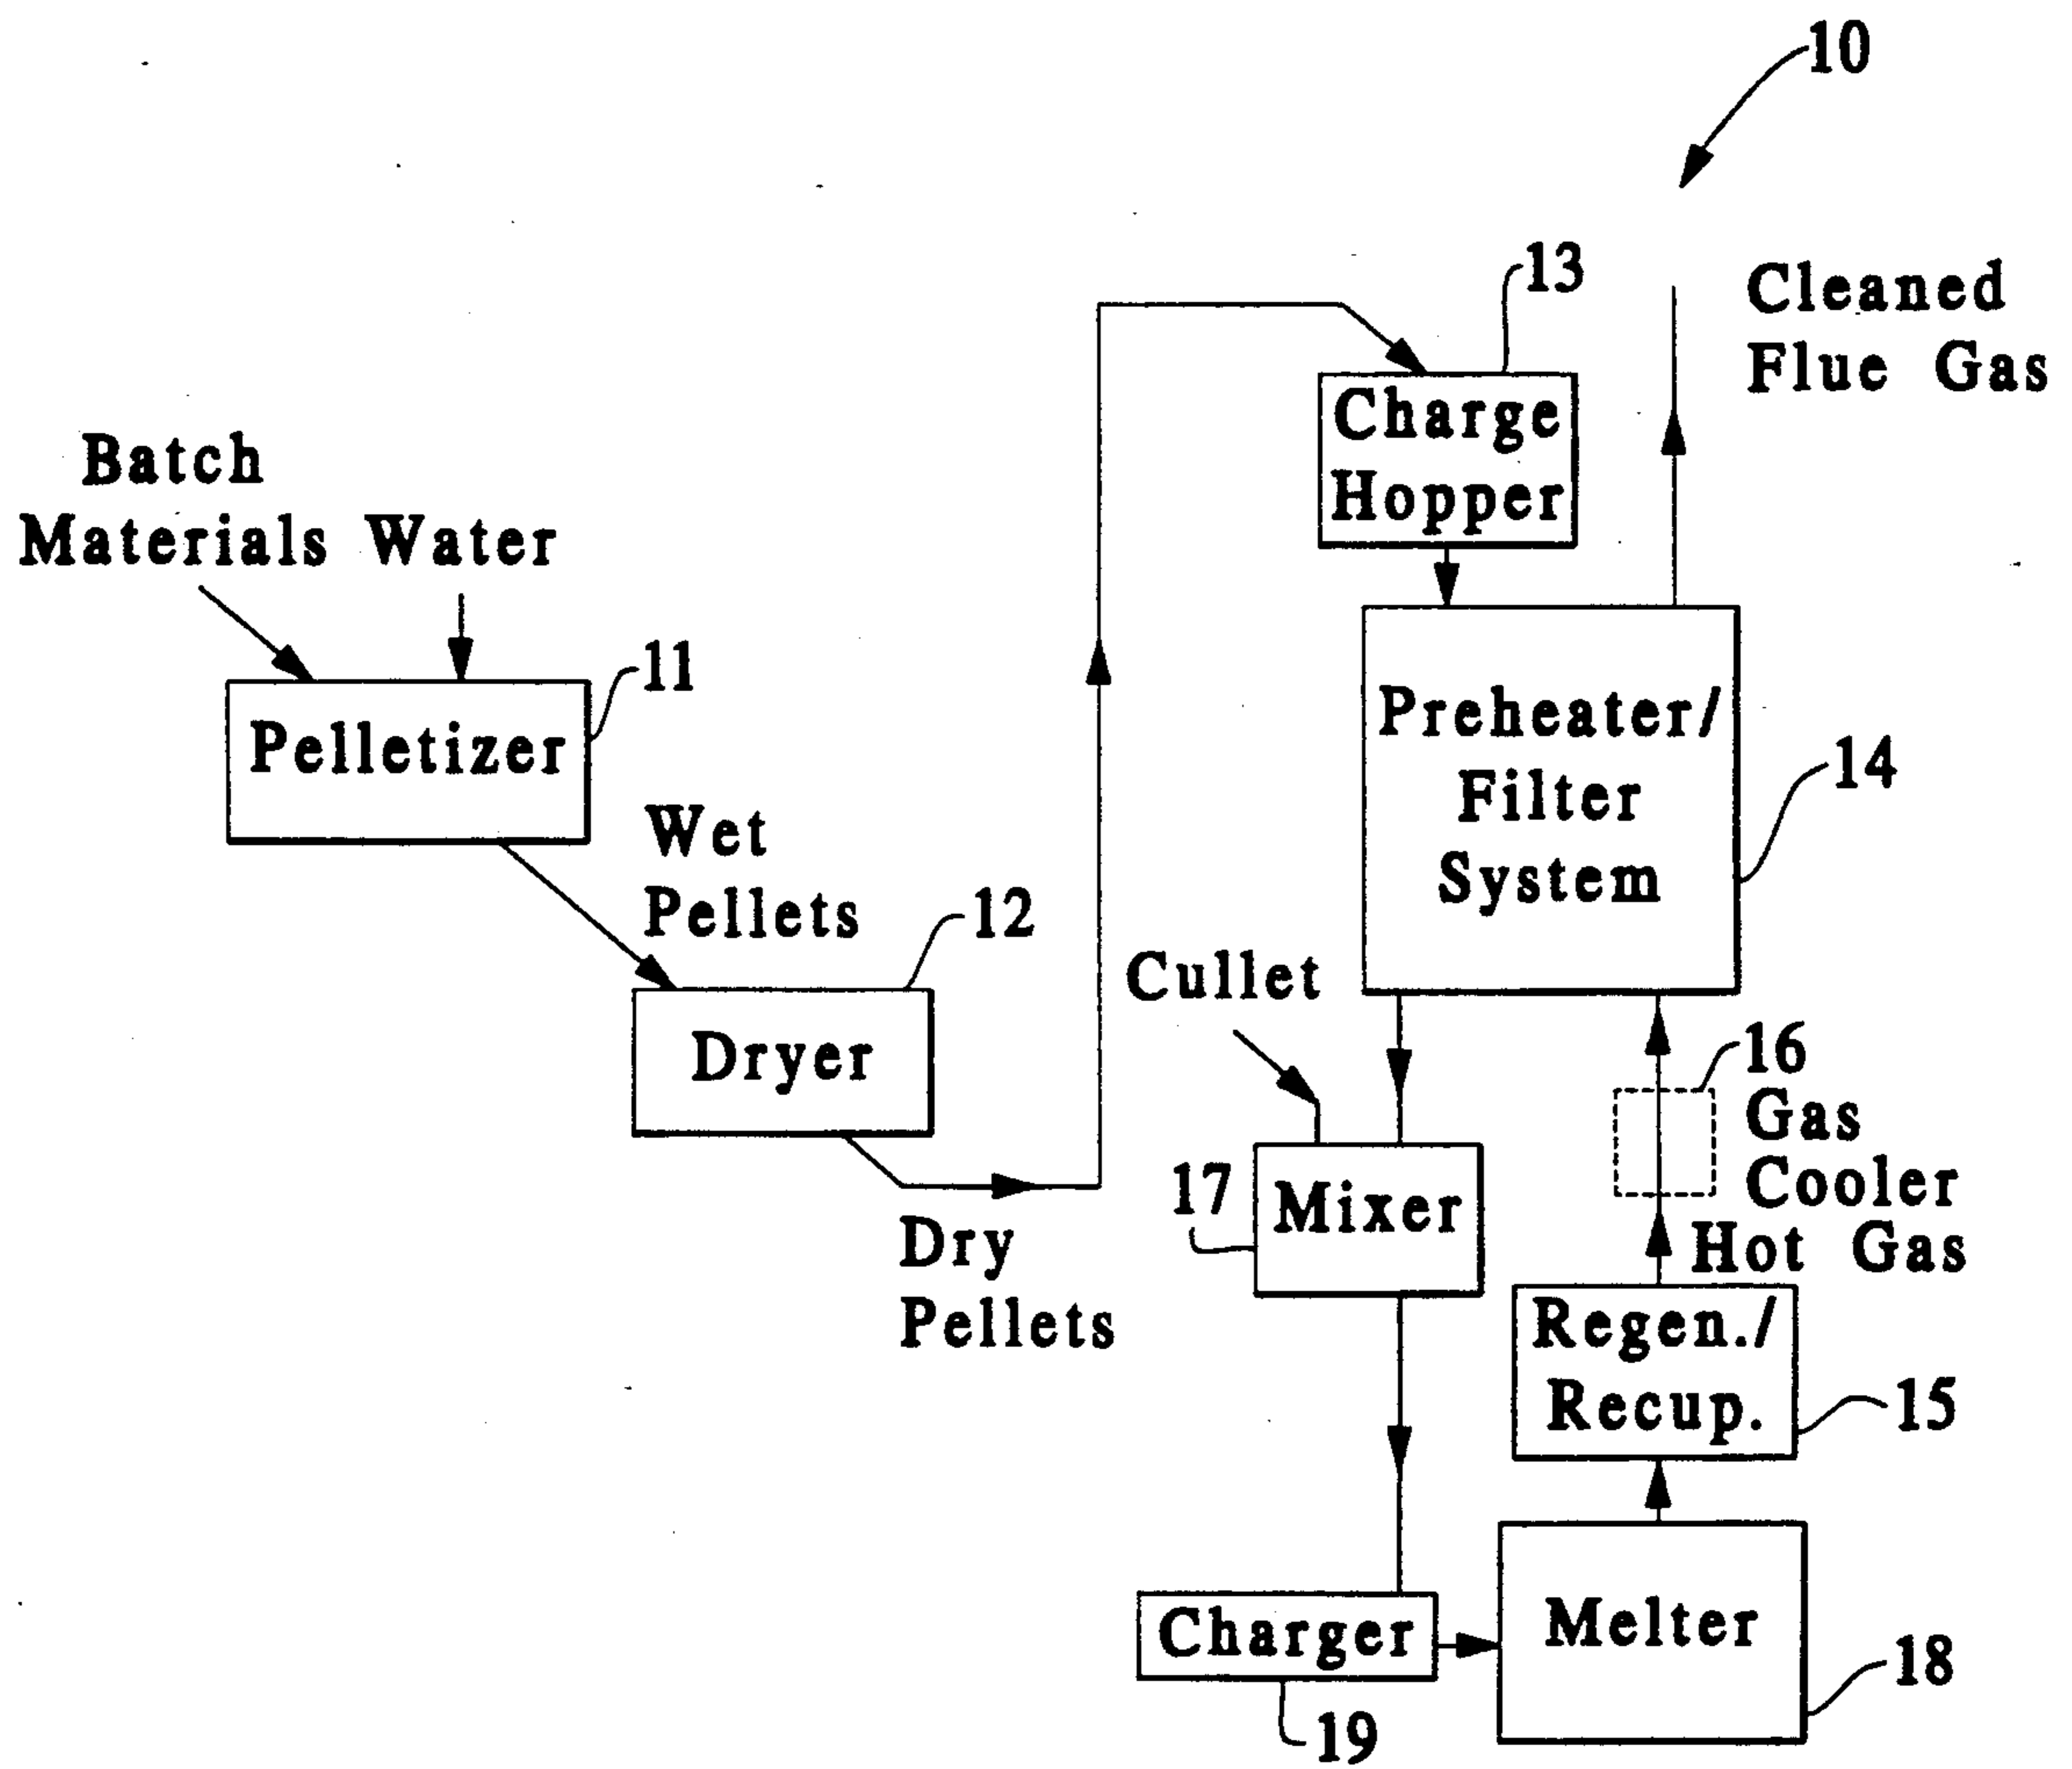 10
13
Cleaned
Flue Gas
Charge
Hopper
Batch
Materials Water
11
Pelletizer
Preheater/
Filter
System
14
Wet
Pellets
12
Dryer
Cullet
16
Gas
Cooler
Hot Gas
17
Mixer
Dry
Pellets
Regen./
Recup.
15
Charger
Melter
18
19